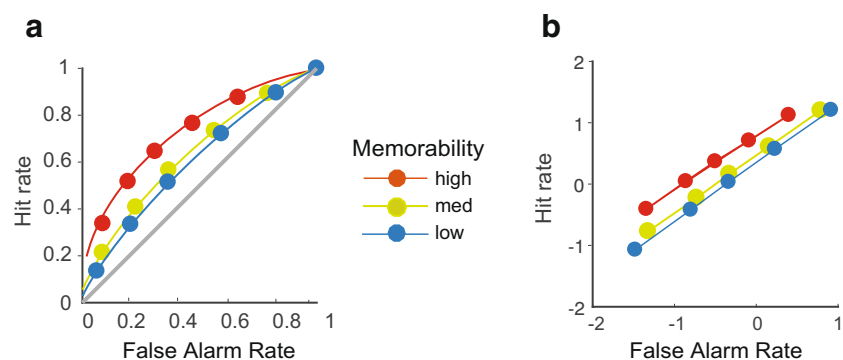 a
1
0.8
0.6
0.4
0.2
0
0 0.2 0.4 0.6 0.8 1
Hit rate
False Alarm Rate
Memorability
high
med
low
b
2
1
0
-1
-2
-2 -1 0 1
Hit rate
False Alarm Rate